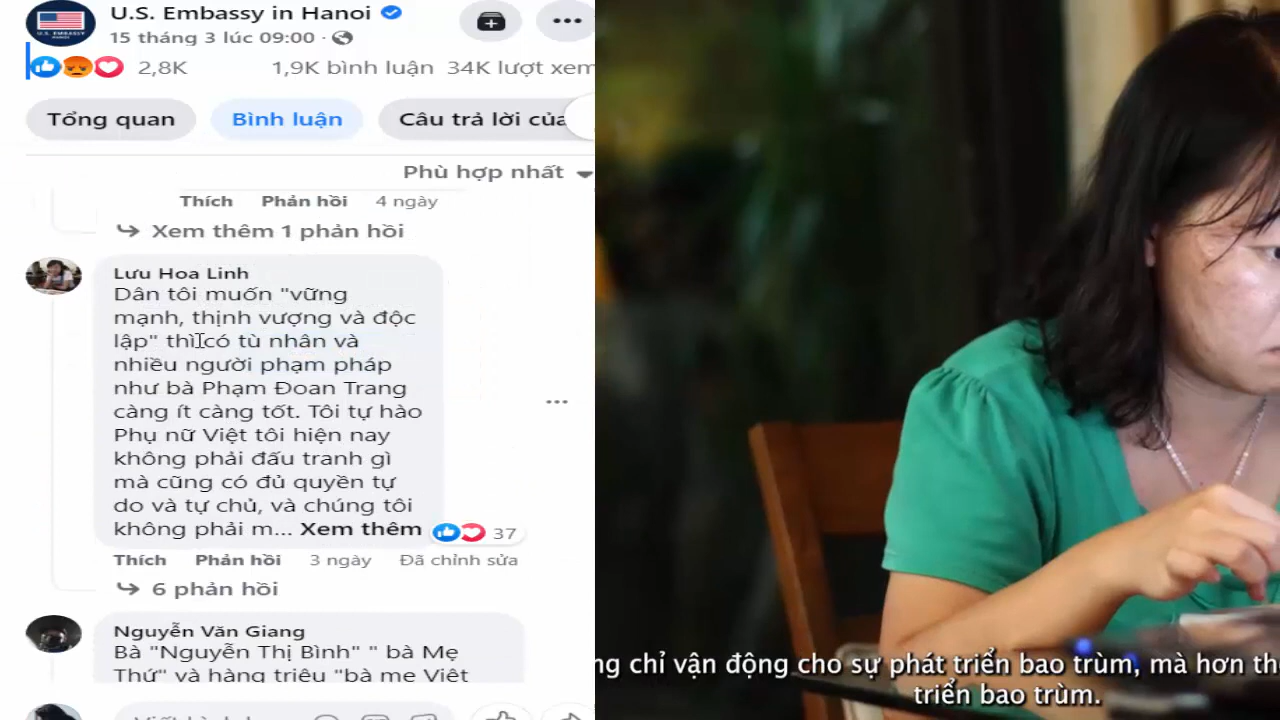 U.S. Embassy in Hanoi
15 tháng 3 lúc 09:00 ·
2,8K 1,9K bình luận 34K lượt xem
Tổng quan Bình luận Câu trả lời của
Phù hợp nhất
Thích Phản hồi 4 ngày
Xem thêm 1 phản hồi
Lưu Hoa Linh
Dân tôi muốn "vững
mạnh, thịnh vượng và độc
lập" thì có tù nhân và
nhiều người phạm pháp
như bà Phạm Đoan Trang
càng ít càng tốt. Tôi tự hào
Phụ nữ Việt tôi hiện nay
không phải đấu tranh gì
mà cũng có đủ quyền tự
do và tự chủ, và chúng tôi
không phải m... Xem thêm 37
Thích Phản hồi 3 ngày Đã chỉnh sửa
6 phản hồi
Nguyễn Văn Giang
Bà "Nguyễn Thị Bình" " bà Mẹ
Thứ" và hàng triệu "bà mẹ Việt
ng chỉ vận động cho sự phát triển bao trùm, mà hơn thế
triển bao trùm.